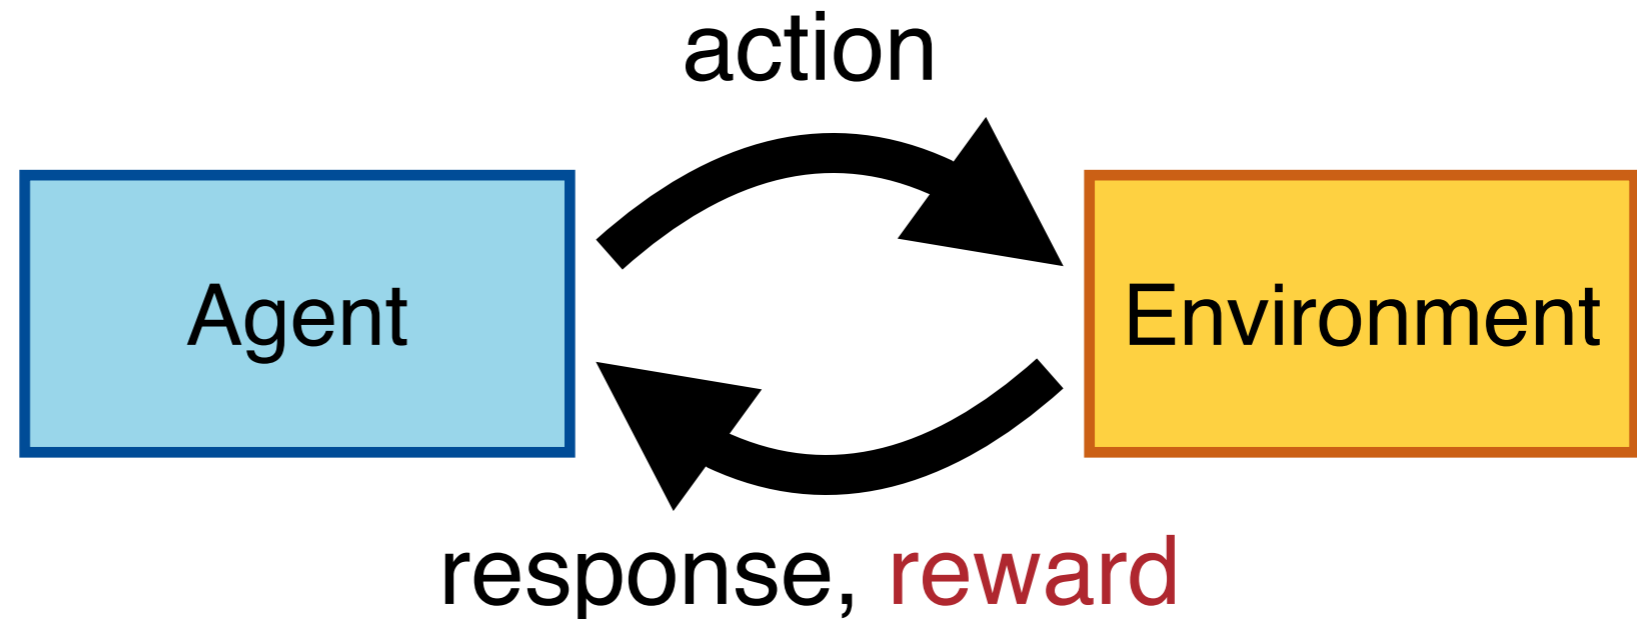 action
Agent
Environment
response, reward